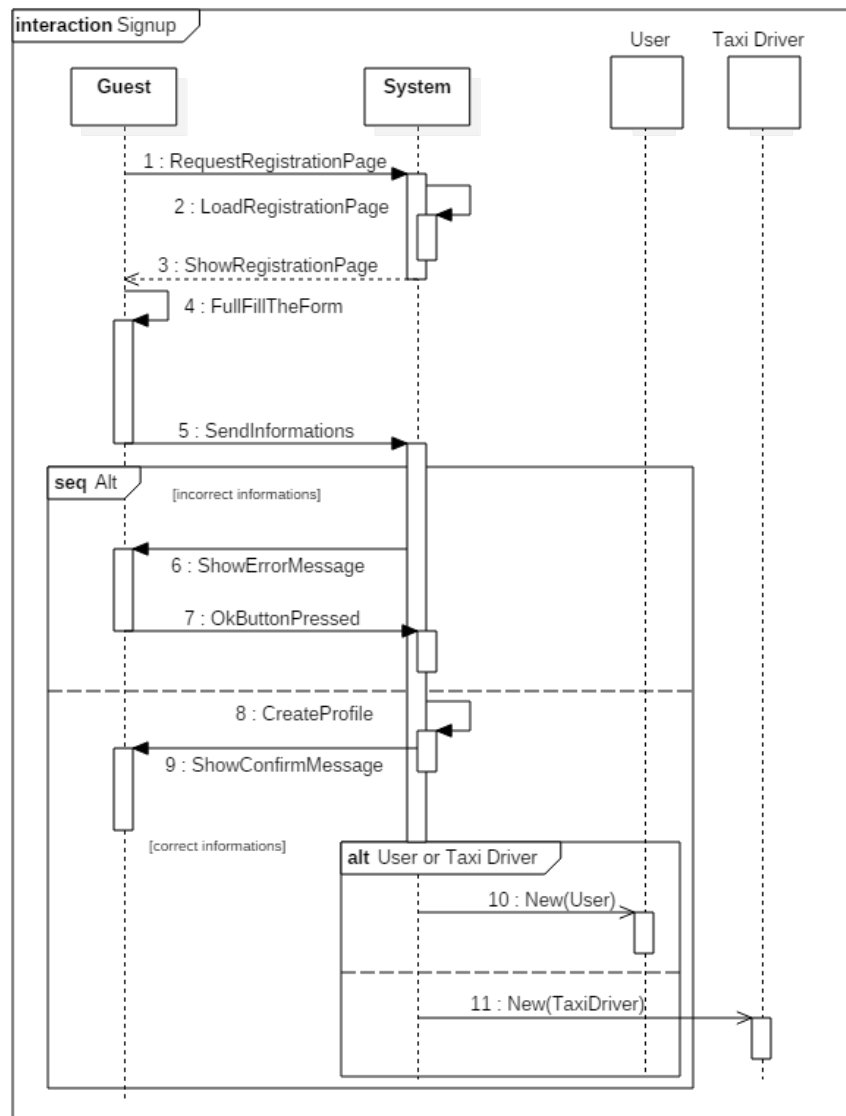 interaction Signup
User
Taxi Driver
Guest
System
1 : RequestRegistrationPage
2 : LoadRegistrationPage
3 : ShowRegistrationPage
4 : FullFillTheForm
5 : SendInformations
seq Alt
[incorrect informations]
6 : ShowErrorMessage
7 : OkButtonPressed
8 : CreateProfile
9 : ShowConfirmMessage
[correct informations]
alt User or Taxi Driver
10 : New(User)
11 : New(TaxiDriver)